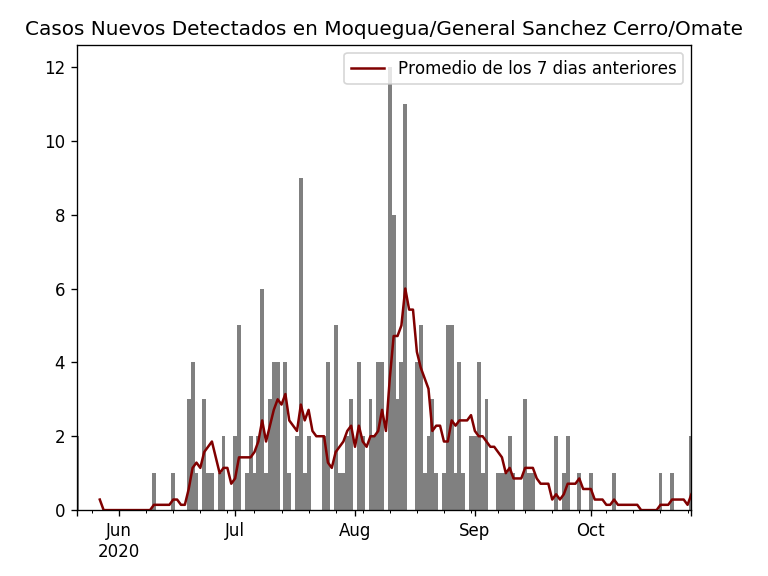 Casos Nuevos Detectados en Moquegua/General Sanchez Cerro/Omate
Promedio de los 7 dias anteriores
12
10
8
6
4
2
0
Jun Jul Aug Sep Oct
2020